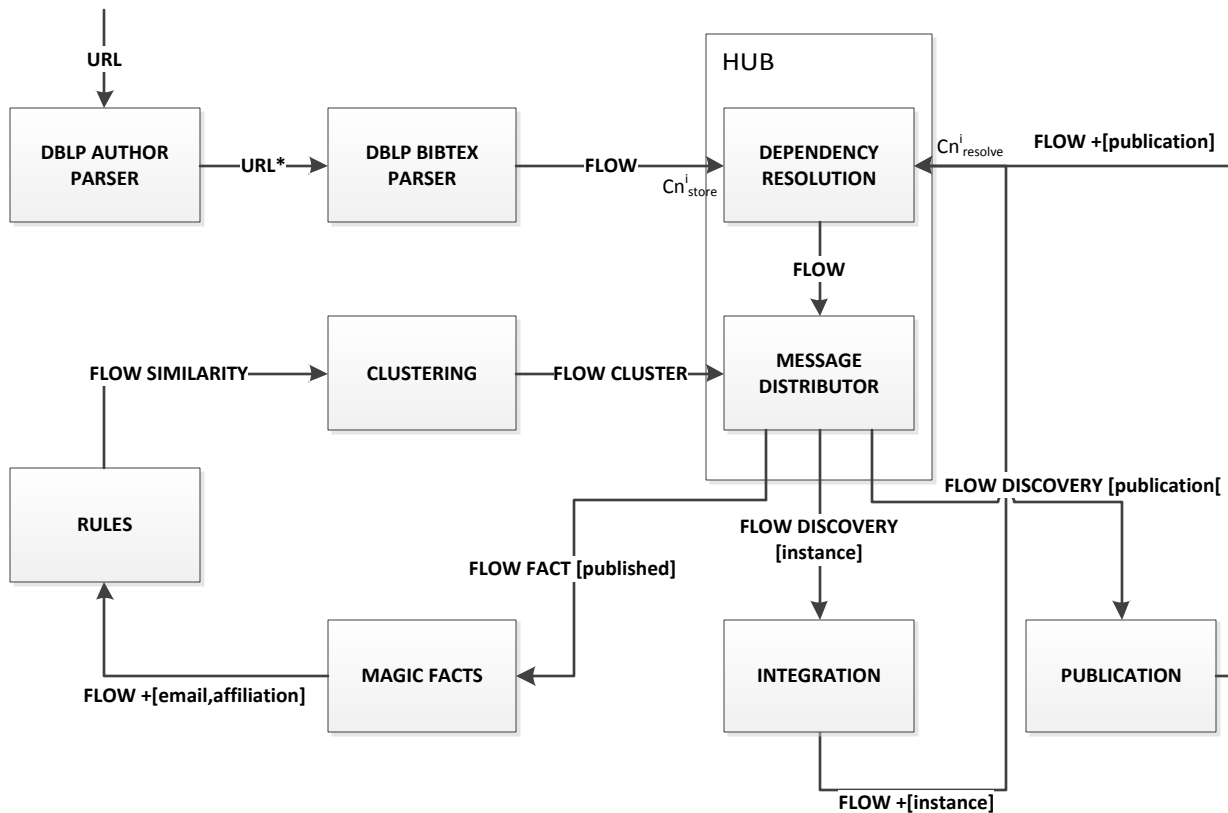 URL
HUB
DBLP AUTHOR
PARSER
URL*
DBLP BIBTEX
PARSER
FLOW
Cn^i_store
DEPENDENCY
RESOLUTION
Cn^i_resolve
FLOW +[publication]
FLOW
FLOW SIMILARITY
CLUSTERING
FLOW CLUSTER
MESSAGE
DISTRIBUTOR
RULES
FLOW DISCOVERY [publication[
FLOW DISCOVERY
[instance]
FLOW FACT [published]
MAGIC FACTS
INTEGRATION
PUBLICATION
FLOW +[email,affiliation]
FLOW +[instance]